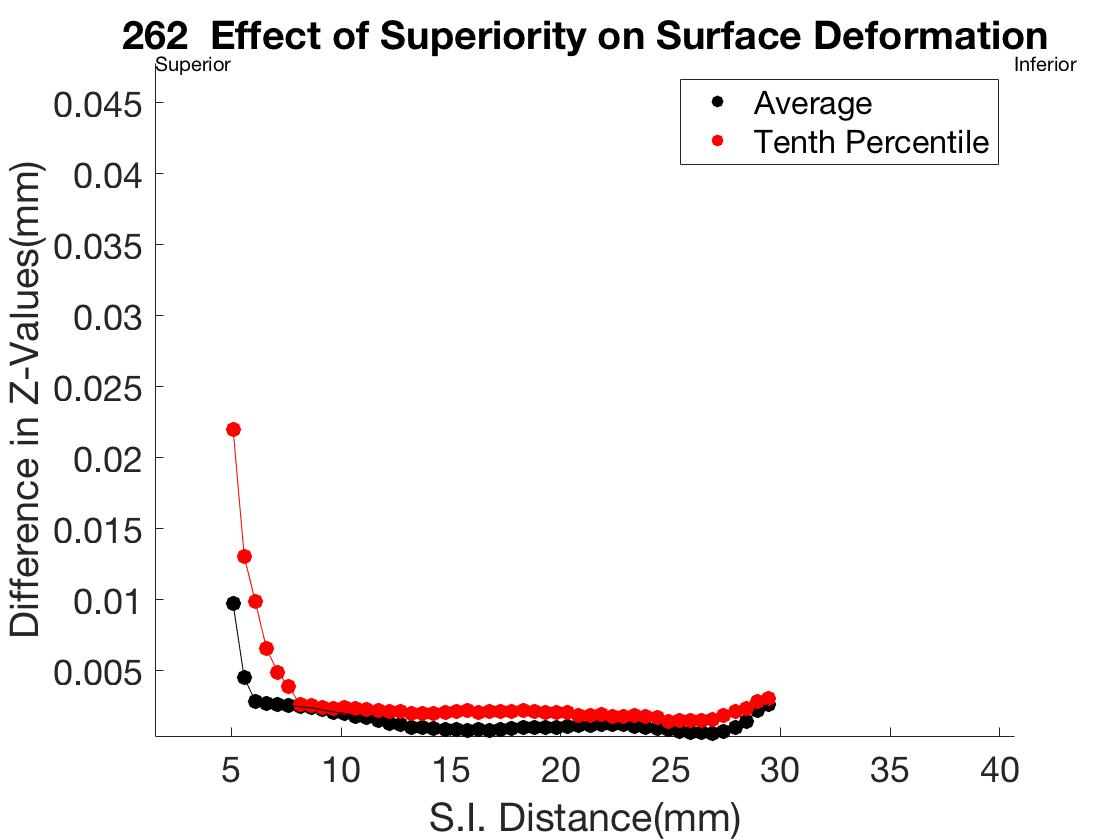 262  Effect of Superiority on Surface Deformation
Superior
Inferior
Average
Tenth Percentile
Difference in Z-Values(mm)
0.045
0.04
0.035
0.03
0.025
0.02
0.015
0.01
0.005
5 10 15 20 25 30 35 40
S.I. Distance(mm)